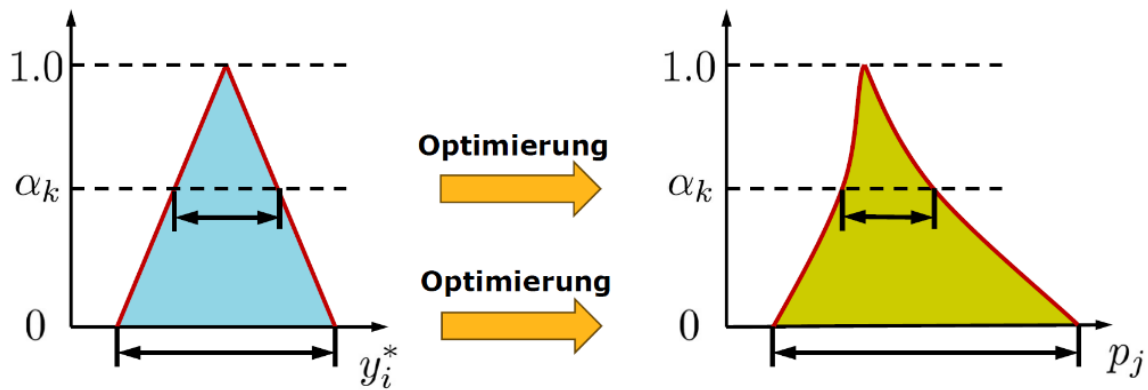 1.0
α_k
0
y_i^*
Optimierung
Optimierung
1.0
α_k
0
p_j